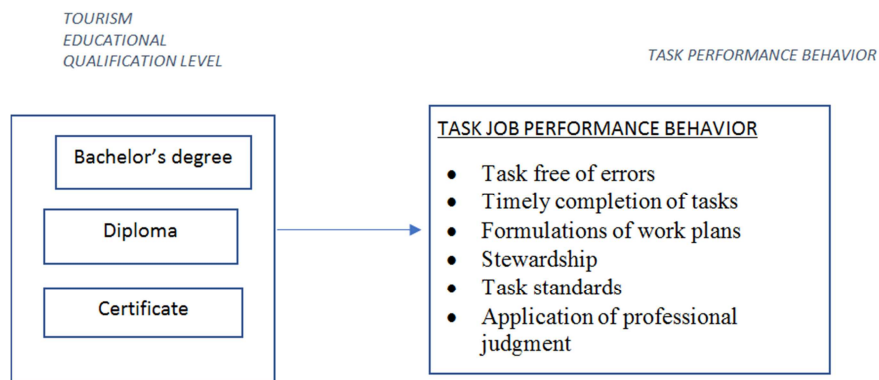 TOURISM
EDUCATIONAL
QUALIFICATION LEVEL
TASK PERFORMANCE BEHAVIOR
Bachelor's degree
Diploma
Certificate
TASK JOB PERFORMANCE BEHAVIOR
• Task free of errors
• Timely completion of tasks
• Formulations of work plans
• Stewardship
• Task standards
• Application of professional
judgment